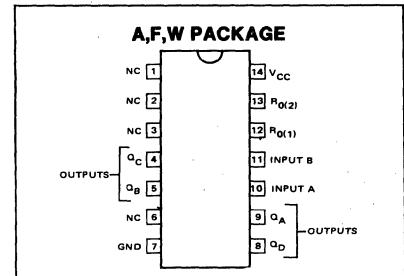 A,F,W PACKAGE
NC 1 14 VCC
NC 2 13 R0(2)
NC 3 12 R0(1)
QC 4 11 INPUT B
OUTPUTS
QB 5 10 INPUT A
NC 6 9 QA
OUTPUTS
GND 7 8 QD